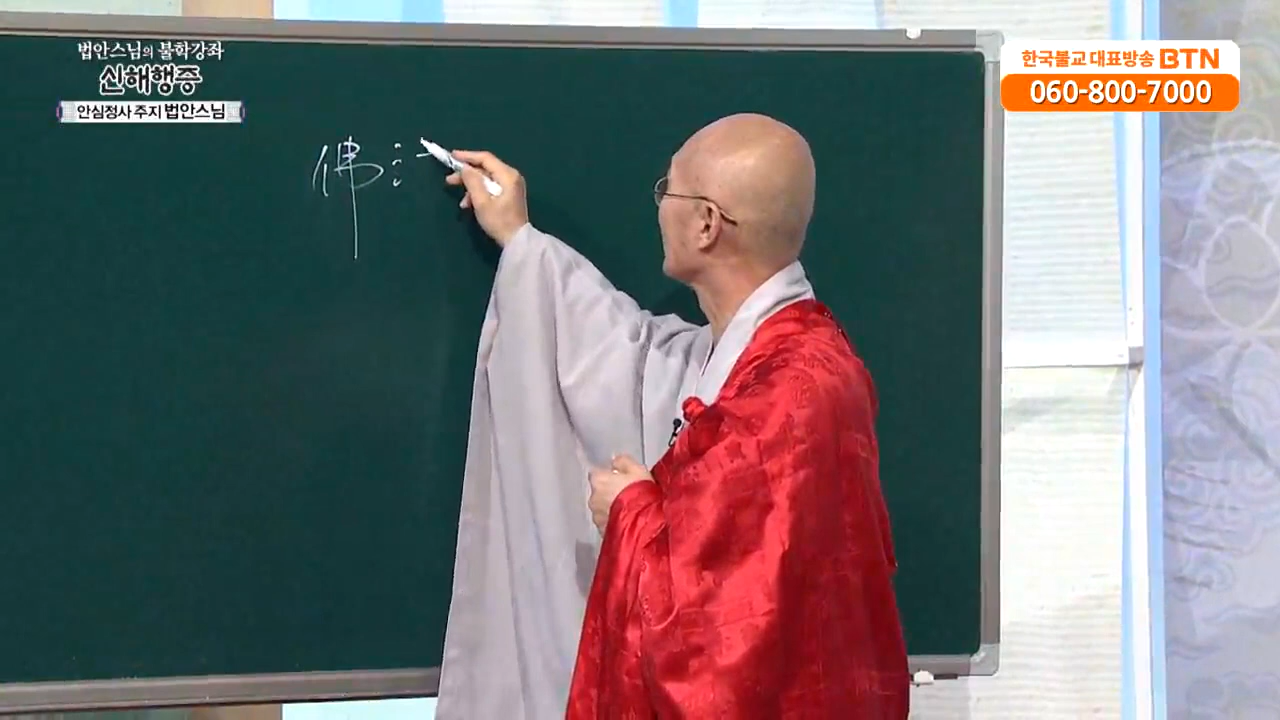 법안스님의 불학강좌
신해행증
안심정사 주지 법안스님
한국불교 대표방송 BTN
060-800-7000
佛